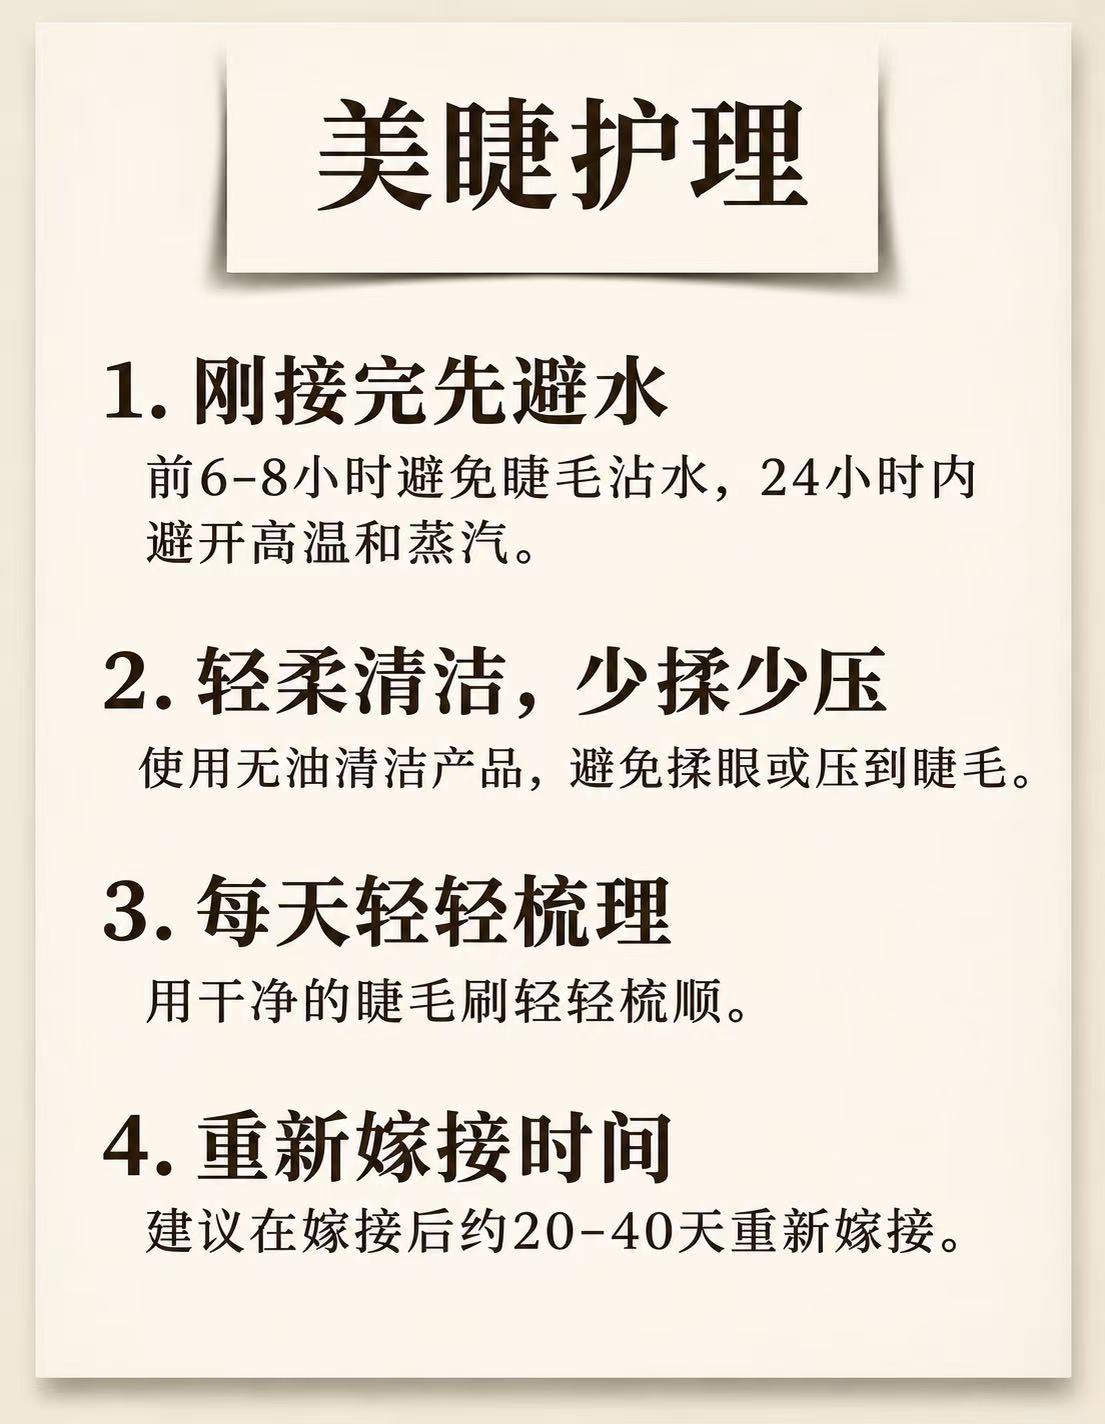 美睫护理
1. 刚接完先避水
前6-8小时避免睫毛沾水，24小时内
避开高温和蒸汽。
2. 轻柔清洁，少揉少压
使用无油清洁产品，避免揉眼或压到睫毛。
3. 每天轻轻梳理
用干净的睫毛刷轻轻梳顺。
4. 重新嫁接时间
建议在嫁接后约20-40天重新嫁接。